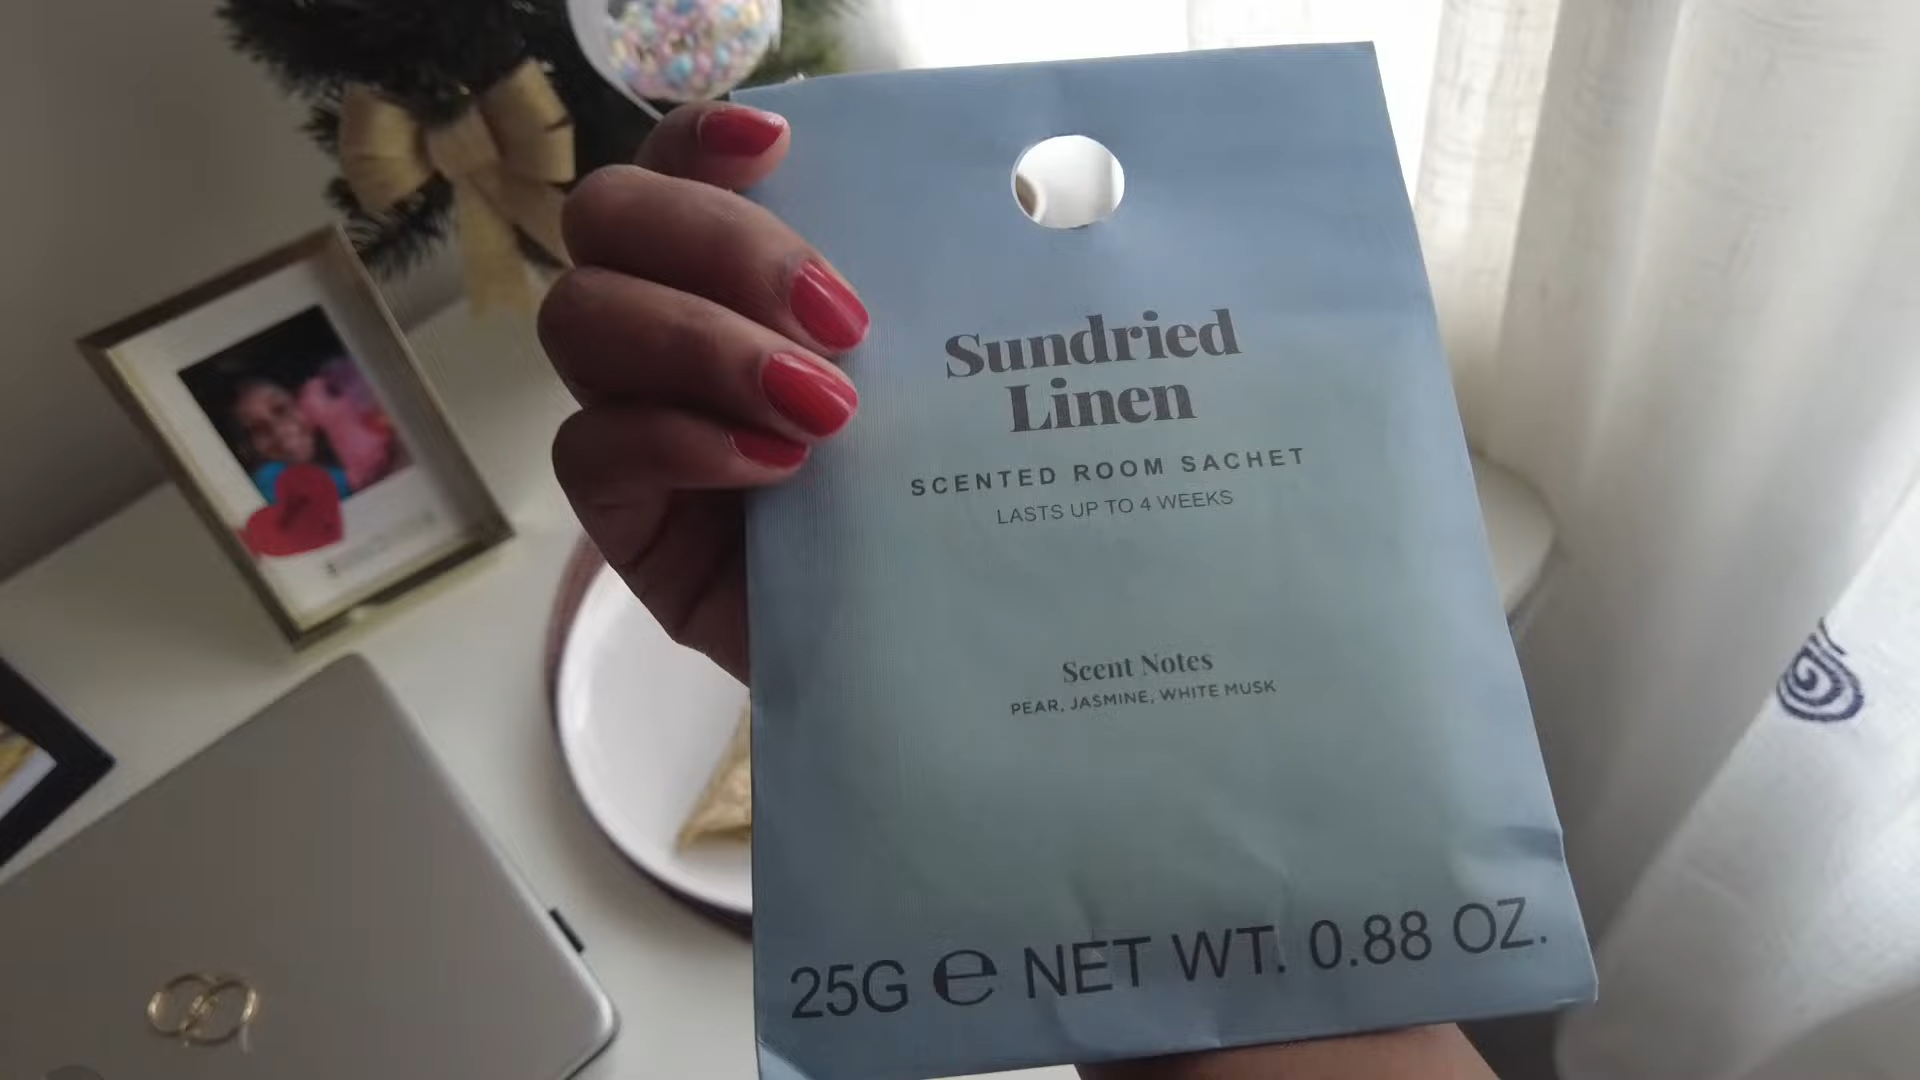 Sundried
Linen
SCENTED ROOM SACHET
LASTS UP TO 4 WEEKS
Scent Notes
PEAR, JASMINE, WHITE MUSK
25G ℮ NET WT. 0.88 OZ.